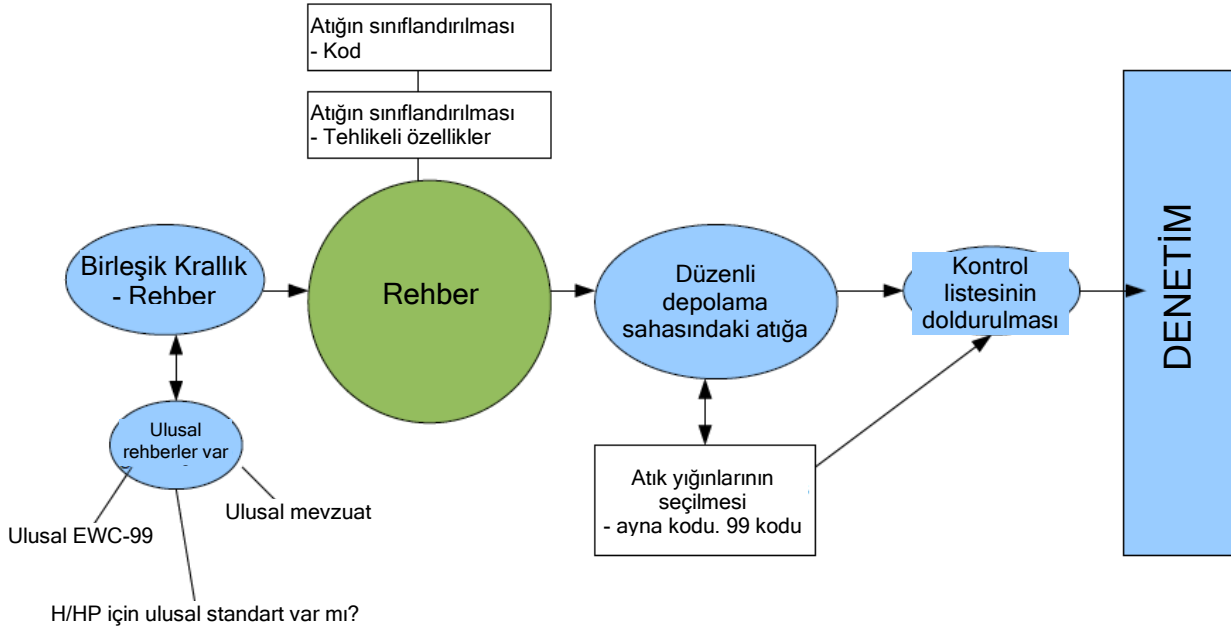 Atığın sınıflandırılması
- Kod
Atığın sınıflandırılması
- Tehlikeli özellikler
Birleşik Krallık
- Rehber
Rehber
Düzenli
depolama
sahasındaki atığa
Kontrol
listesinin
doldurulması
DENETİM
Ulusal
rehberler var
Ulusal EWC-99
Ulusal mevzuat
H/HP için ulusal standart var mı?
Atık yığınlarının
seçilmesi
- ayna kodu. 99 kodu